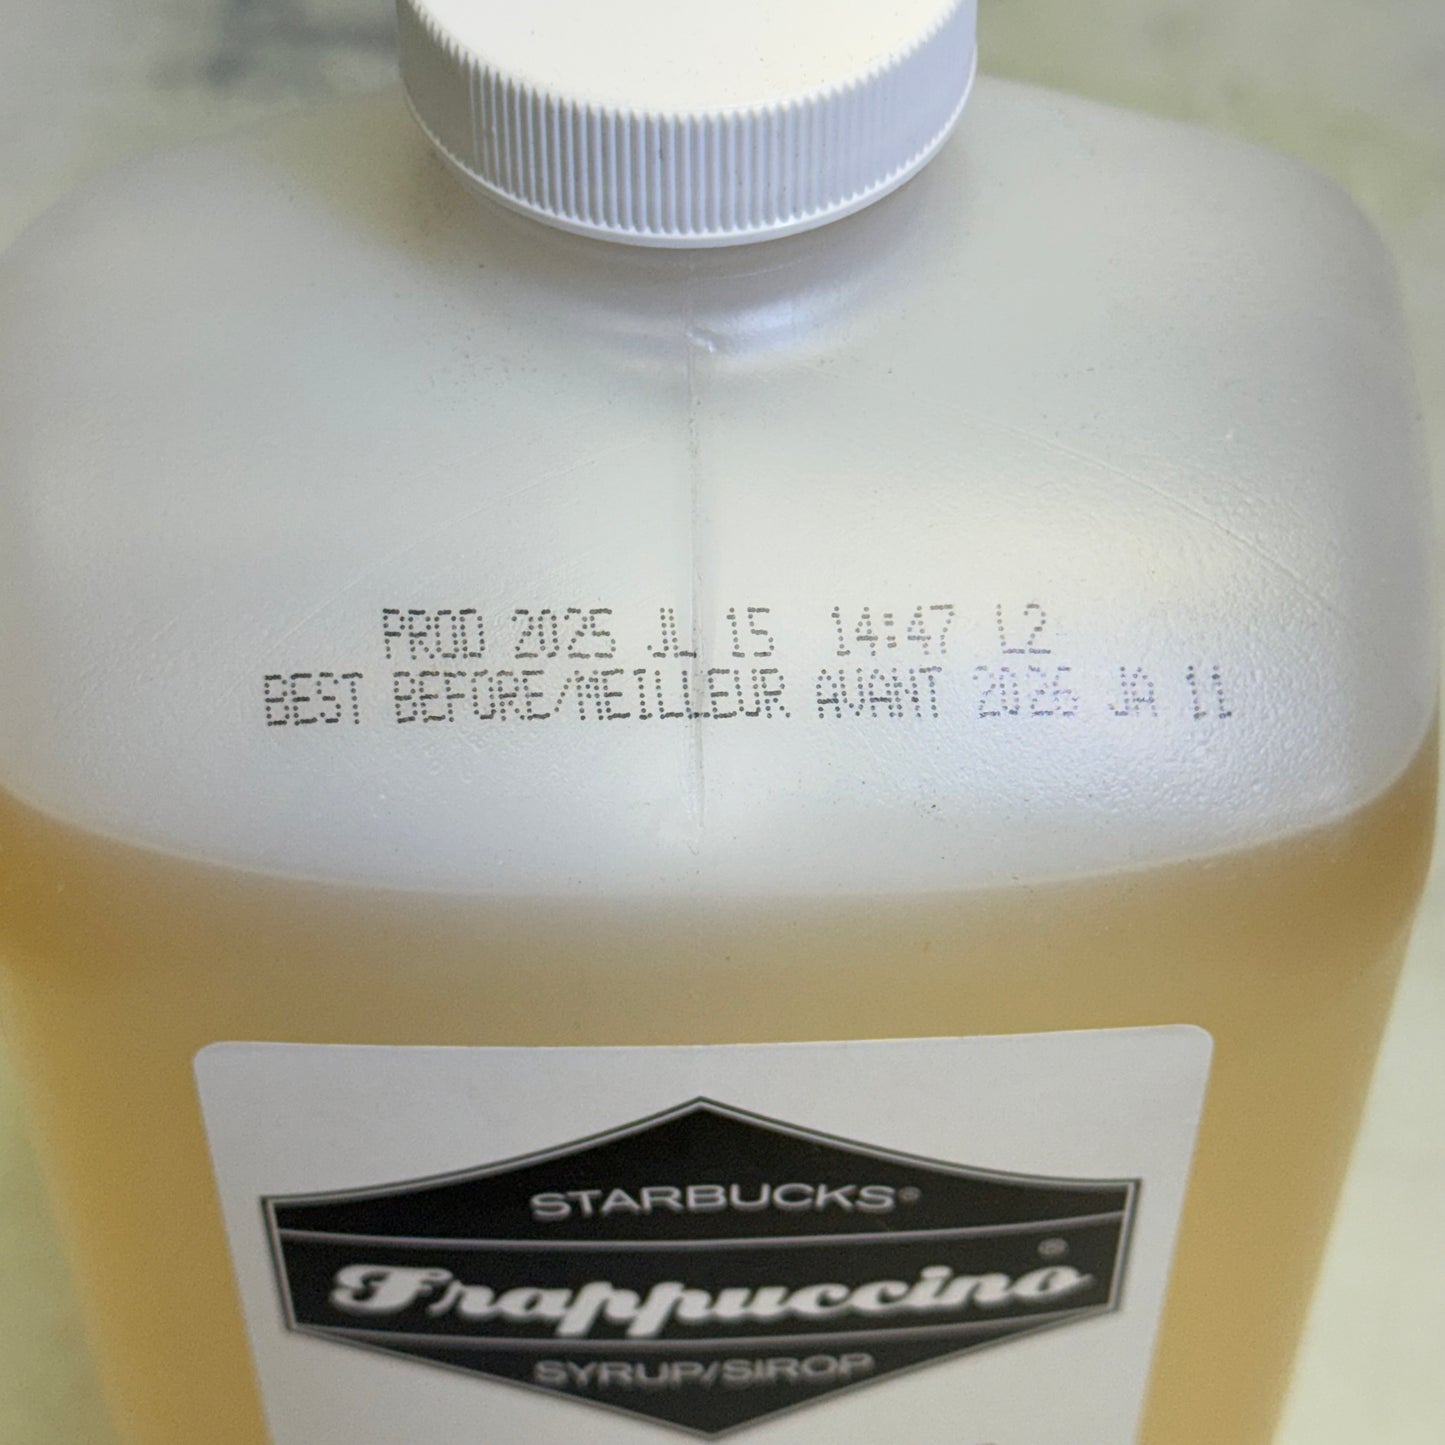 PROD 2025 JL 15 14:47 L2
BEST BEFORE/MEILLEUR AVANT 2026 JA 11
STARBUCKS®
Frappuccino®
SYRUP/SIROP